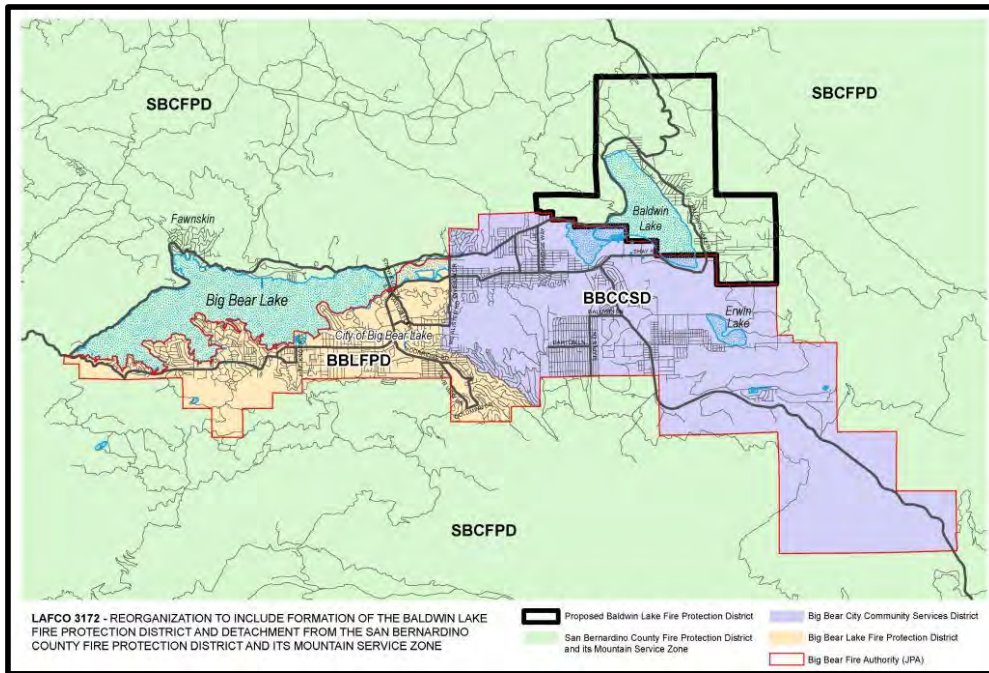 SBCFPD
SBCFPD
Fawnskin
Baldwin
Lake
Big Bear Lake
BBCCSD
Erwin
Lake
City of Big Bear Lake
BBLFPD
SBCFPD
LAFCO 3172 - REORGANIZATION TO INCLUDE FORMATION OF THE BALDWIN LAKE
FIRE PROTECTION DISTRICT AND DETACHMENT FROM THE SAN BERNARDINO
COUNTY FIRE PROTECTION DISTRICT AND ITS MOUNTAIN SERVICE ZONE
Proposed Baldwin Lake Fire Protection District
San Bernardino County Fire Protection District
and its Mountain Service Zone
Big Bear City Community Services District
Big Bear Lake Fire Protection District
Big Bear Fire Authority (JPA)